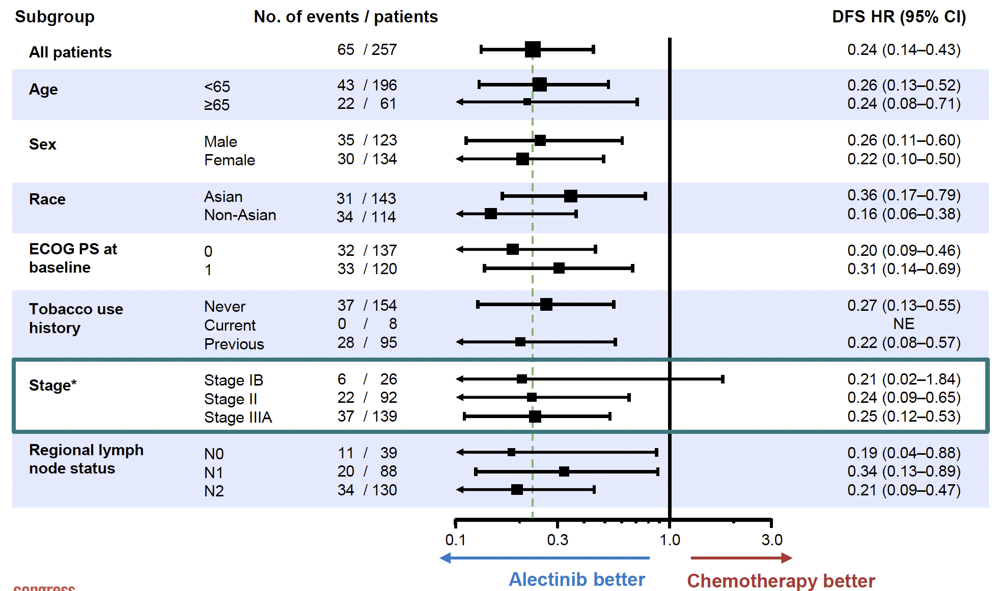 Subgroup No. of events / patients DFS HR (95% CI)
All patients 65 / 257 0.24 (0.14–0.43)
Age <65 43 / 196 0.26 (0.13–0.52)
≥65 22 / 61 0.24 (0.08–0.71)
Sex Male 35 / 123 0.26 (0.11–0.60)
Female 30 / 134 0.22 (0.10–0.50)
Race Asian 31 / 143 0.36 (0.17–0.79)
Non-Asian 34 / 114 0.16 (0.06–0.38)
ECOG PS at 0 32 / 137 0.20 (0.09–0.46)
baseline 1 33 / 120 0.31 (0.14–0.69)
Tobacco use Never 37 / 154 0.27 (0.13–0.55)
history Current 0 / 8 NE
Previous 28 / 95 0.22 (0.08–0.57)
Stage* Stage IB 6 / 26 0.21 (0.02–1.84)
Stage II 22 / 92 0.24 (0.09–0.65)
Stage IIIA 37 / 139 0.25 (0.12–0.53)
Regional lymph N0 11 / 39 0.19 (0.04–0.88)
node status N1 20 / 88 0.34 (0.13–0.89)
N2 34 / 130 0.21 (0.09–0.47)
0.1 0.3 1.0 3.0
Alectinib better Chemotherapy better
congress